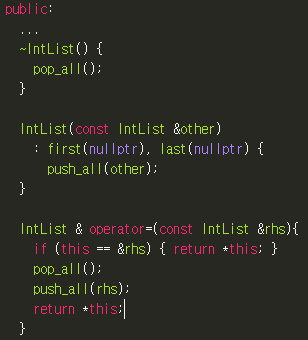 public:
...
~IntList() {
pop_all();
}
IntList(const IntList &other)
: first(nullptr), last(nullptr) {
push_all(other);
}
IntList & operator=(const IntList &rhs){
if (this == &rhs) { return *this; }
pop_all();
push_all(rhs);
return *this;
}